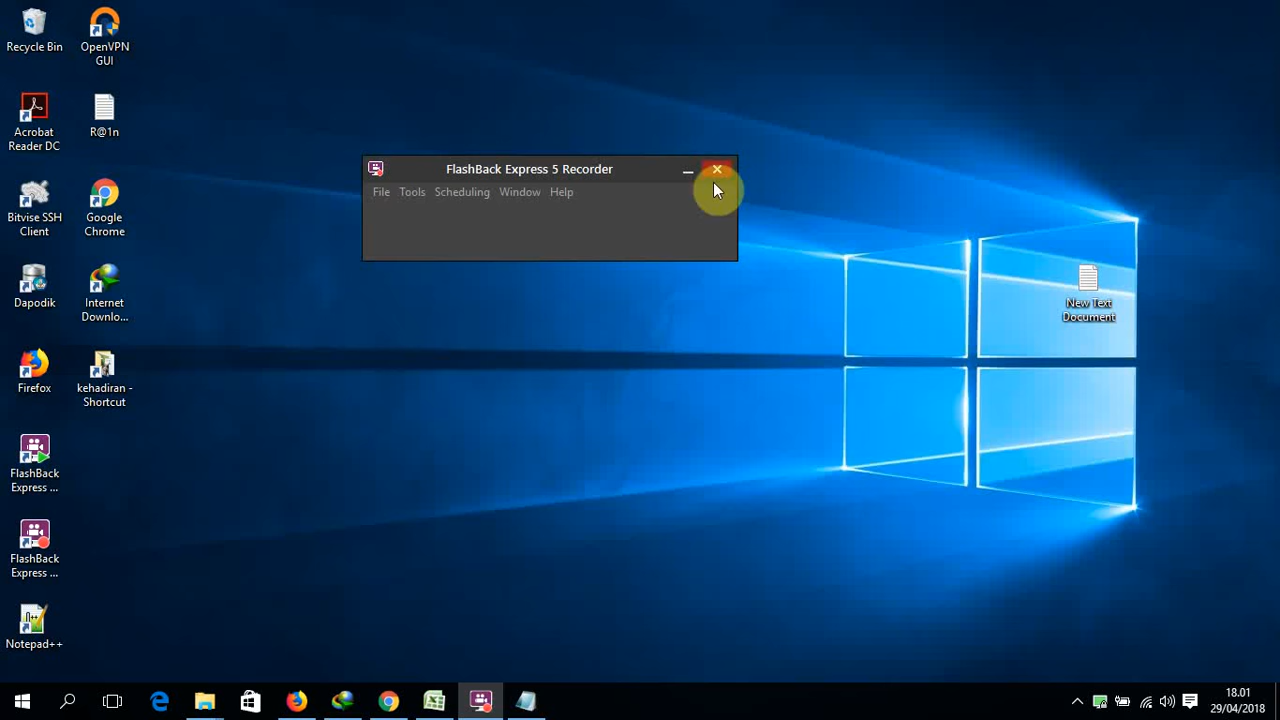 Recycle Bin
OpenVPN
GUI
Acrobat
Reader DC
R@1n
Bitvise SSH
Client
Google
Chrome
Dapodik
Internet
Downlo...
Firefox
kehadiran -
Shortcut
FlashBack
Express ...
FlashBack
Express ...
Notepad++
FlashBack Express 5 Recorder
File Tools Scheduling Window Help
New Text
Document
18.01
29/04/2018